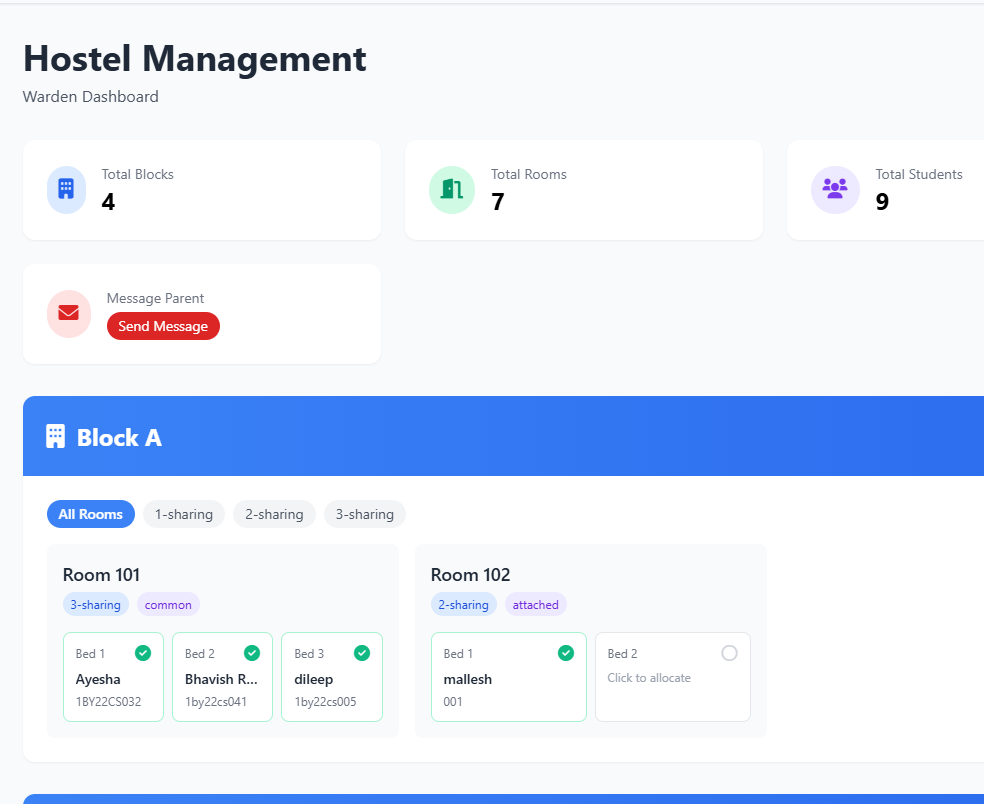 Hostel Management
Warden Dashboard
Total Blocks
4
Total Rooms
7
Total Students
9
Message Parent
Send Message
Block A
All Rooms 1-sharing 2-sharing 3-sharing
Room 101
3-sharing common
Bed 1
Ayesha
1BY22CS032
Bed 2
Bhavish R...
1by22cs041
Bed 3
dileep
1by22cs005
Room 102
2-sharing attached
Bed 1
mallesh
001
Bed 2
Click to allocate